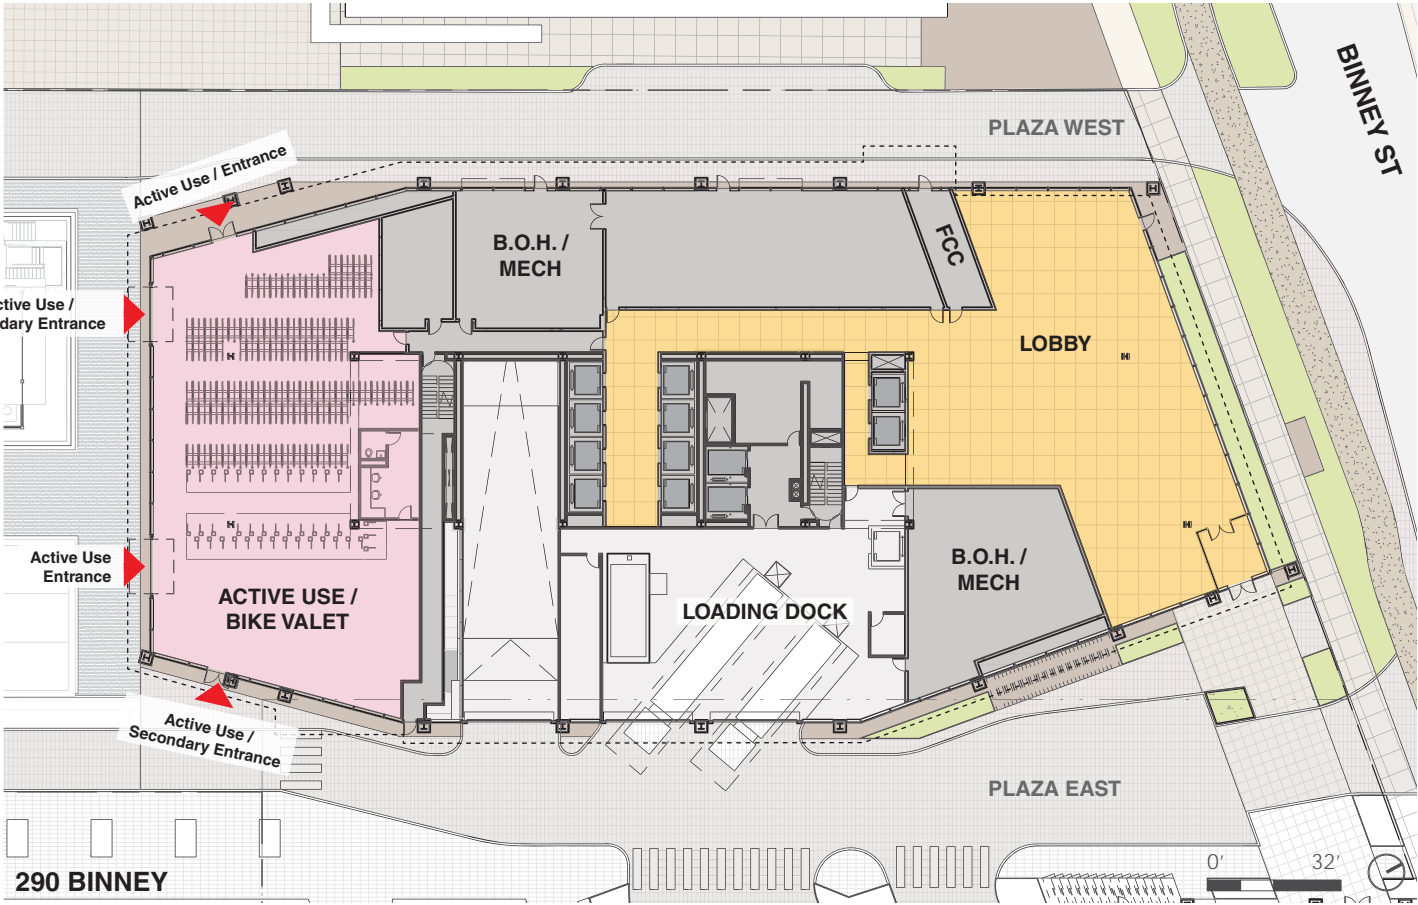 BINNEY ST
PLAZA WEST
Active Use / Entrance
B.O.H. /
MECH
FCC
ctive Use /
dary Entrance
LOBBY
Active Use
Entrance
B.O.H. /
MECH
ACTIVE USE /
BIKE VALET
LOADING DOCK
Active Use /
Secondary Entrance
PLAZA EAST
0'
32'
290 BINNEY